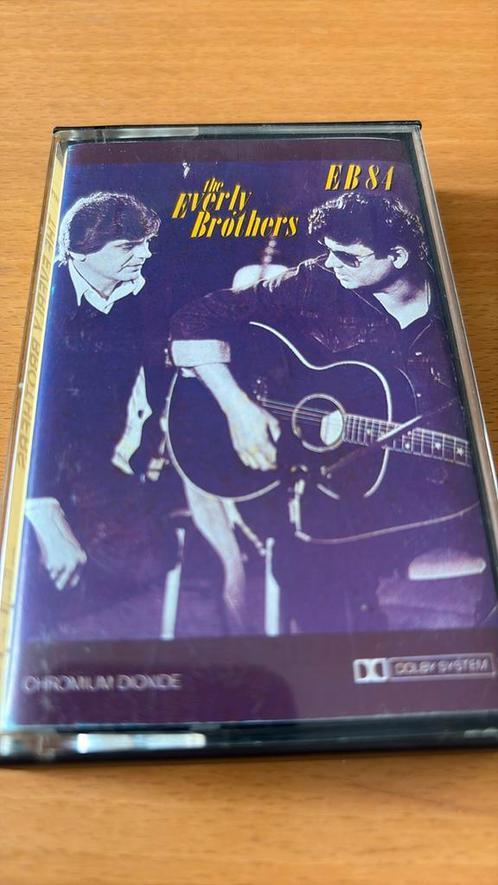 the
Everly
Brothers
EB 84
THE EVERLY BROTHERS
CHROMIUM DIOXIDE
DOLBY SYSTEM